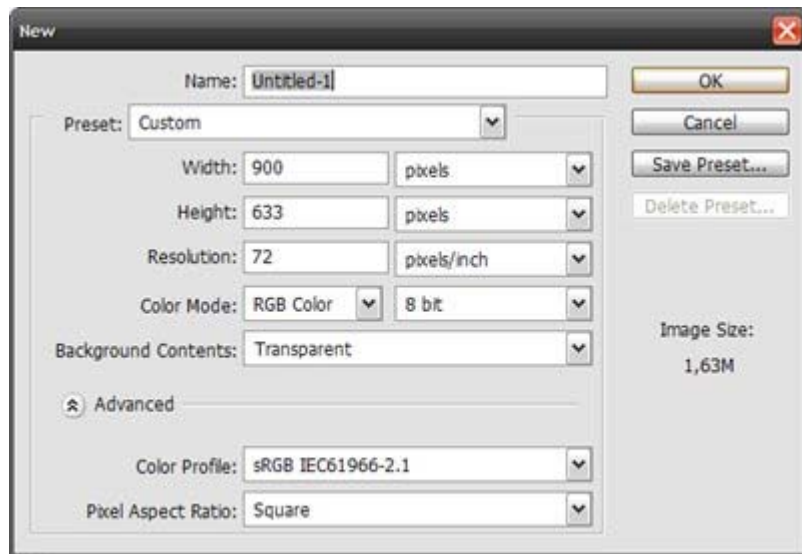 New
Name: Untitled-1
OK
Preset: Custom
Cancel
Width: 900 pixels
Save Preset...
Height: 633 pixels
Delete Preset...
Resolution: 72 pixels/inch
Color Mode: RGB Color 8 bit
Image Size:
Background Contents: Transparent
1,63M
Advanced
Color Profile: sRGB IEC61966-2.1
Pixel Aspect Ratio: Square